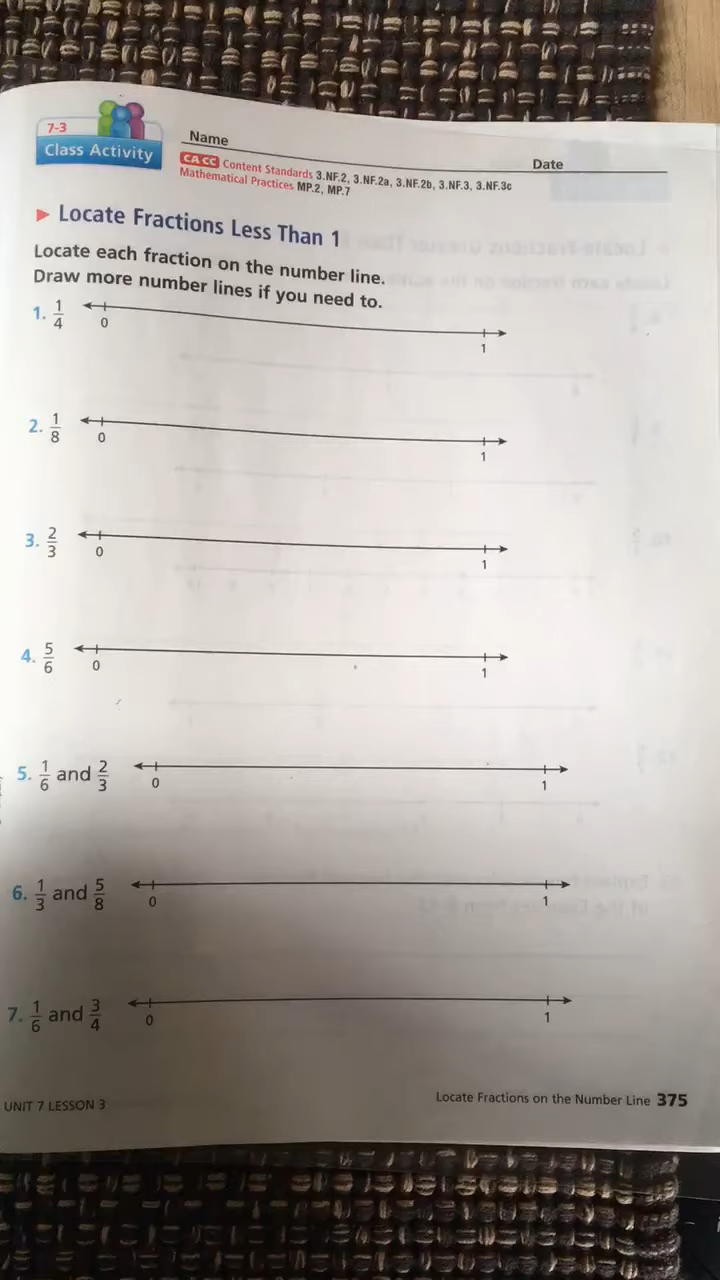 7-3
Class Activity
Name
Date
CA CC Content Standards 3.NF.2, 3.NF.2a, 3.NF.2b, 3.NF.3, 3.NF.3c
Mathematical Practices MP.2, MP.7
► Locate Fractions Less Than 1
Locate each fraction on the number line.
Draw more number lines if you need to.
1. 1/4
0 1
2. 1/8
0 1
3. 2/3
0 1
4. 5/6
0 1
5. 1/6 and 2/3
0 1
6. 1/3 and 5/8
0 1
7. 1/6 and 3/4
0 1
UNIT 7 LESSON 3
Locate Fractions on the Number Line 375